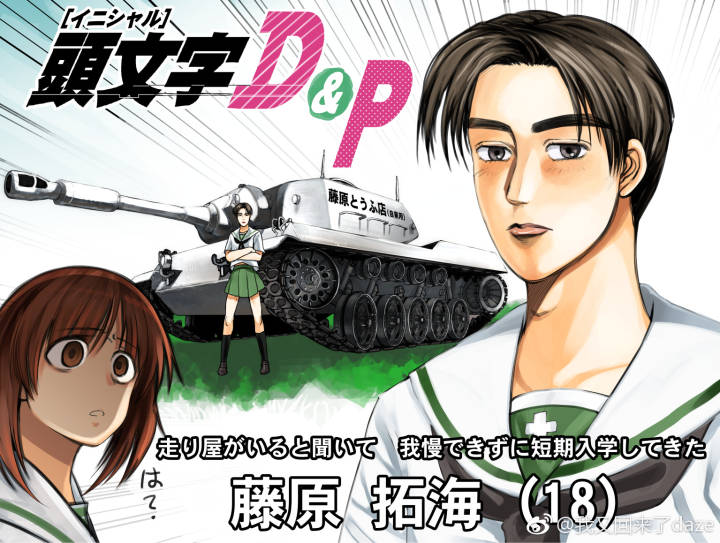 [イニシャル]
頭文字D&P
藤原とうふ店(自家用)
走り屋がいると聞いて 我慢できずに短期入学してきた
はて?
藤原 拓海 (18)
@我又回来了daze